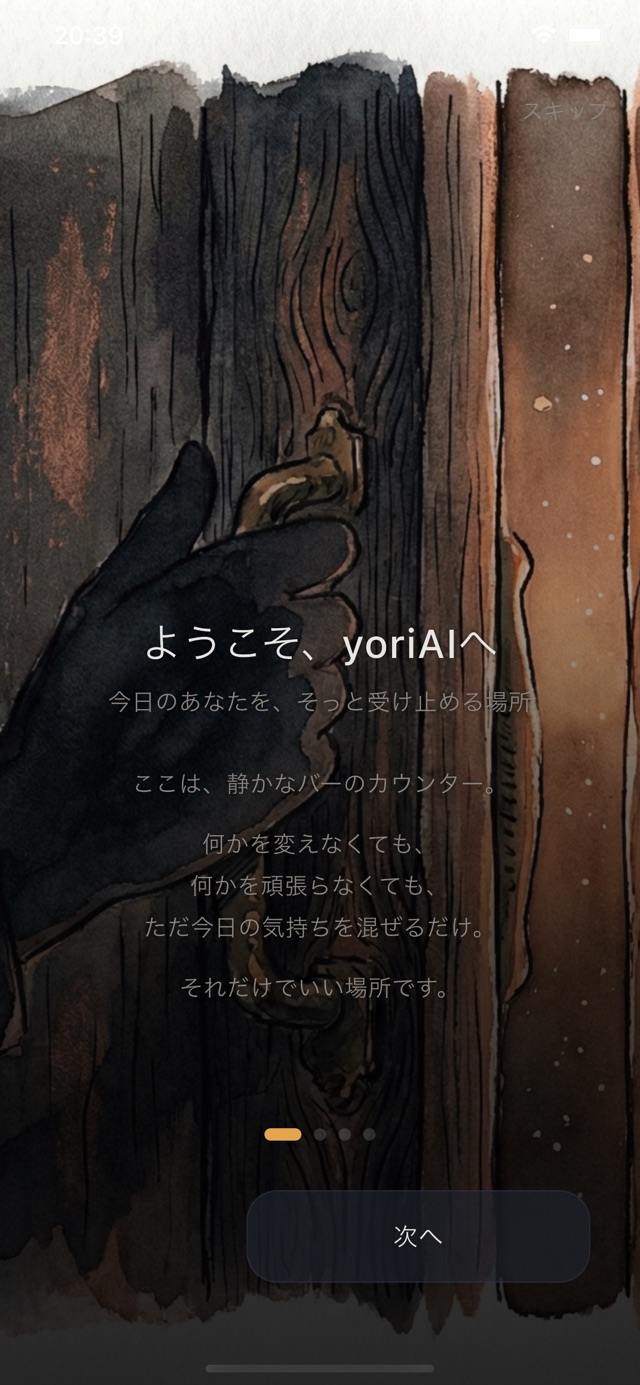 20:39
スキップ
ようこそ、yoriAIへ
今日のあなたを、そっと受け止める場所
ここは、静かなバーのカウンター。
何かを変えなくても、
何かを頑張らなくても、
ただ今日の気持ちを混ぜるだけ。
それだけでいい場所です。
次へ